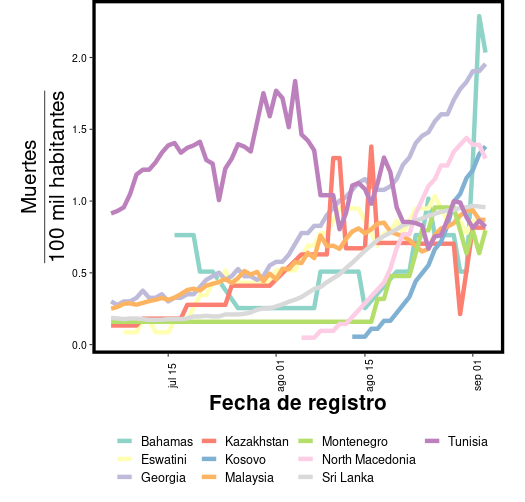 Muertes
100 mil habitantes
2.0
1.5
1.0
0.5
0.0
jul 15
ago 01
ago 15
sep 01
Fecha de registro
Bahamas Kazakhstan Montenegro Tunisia
Eswatini Kosovo North Macedonia
Georgia Malaysia Sri Lanka